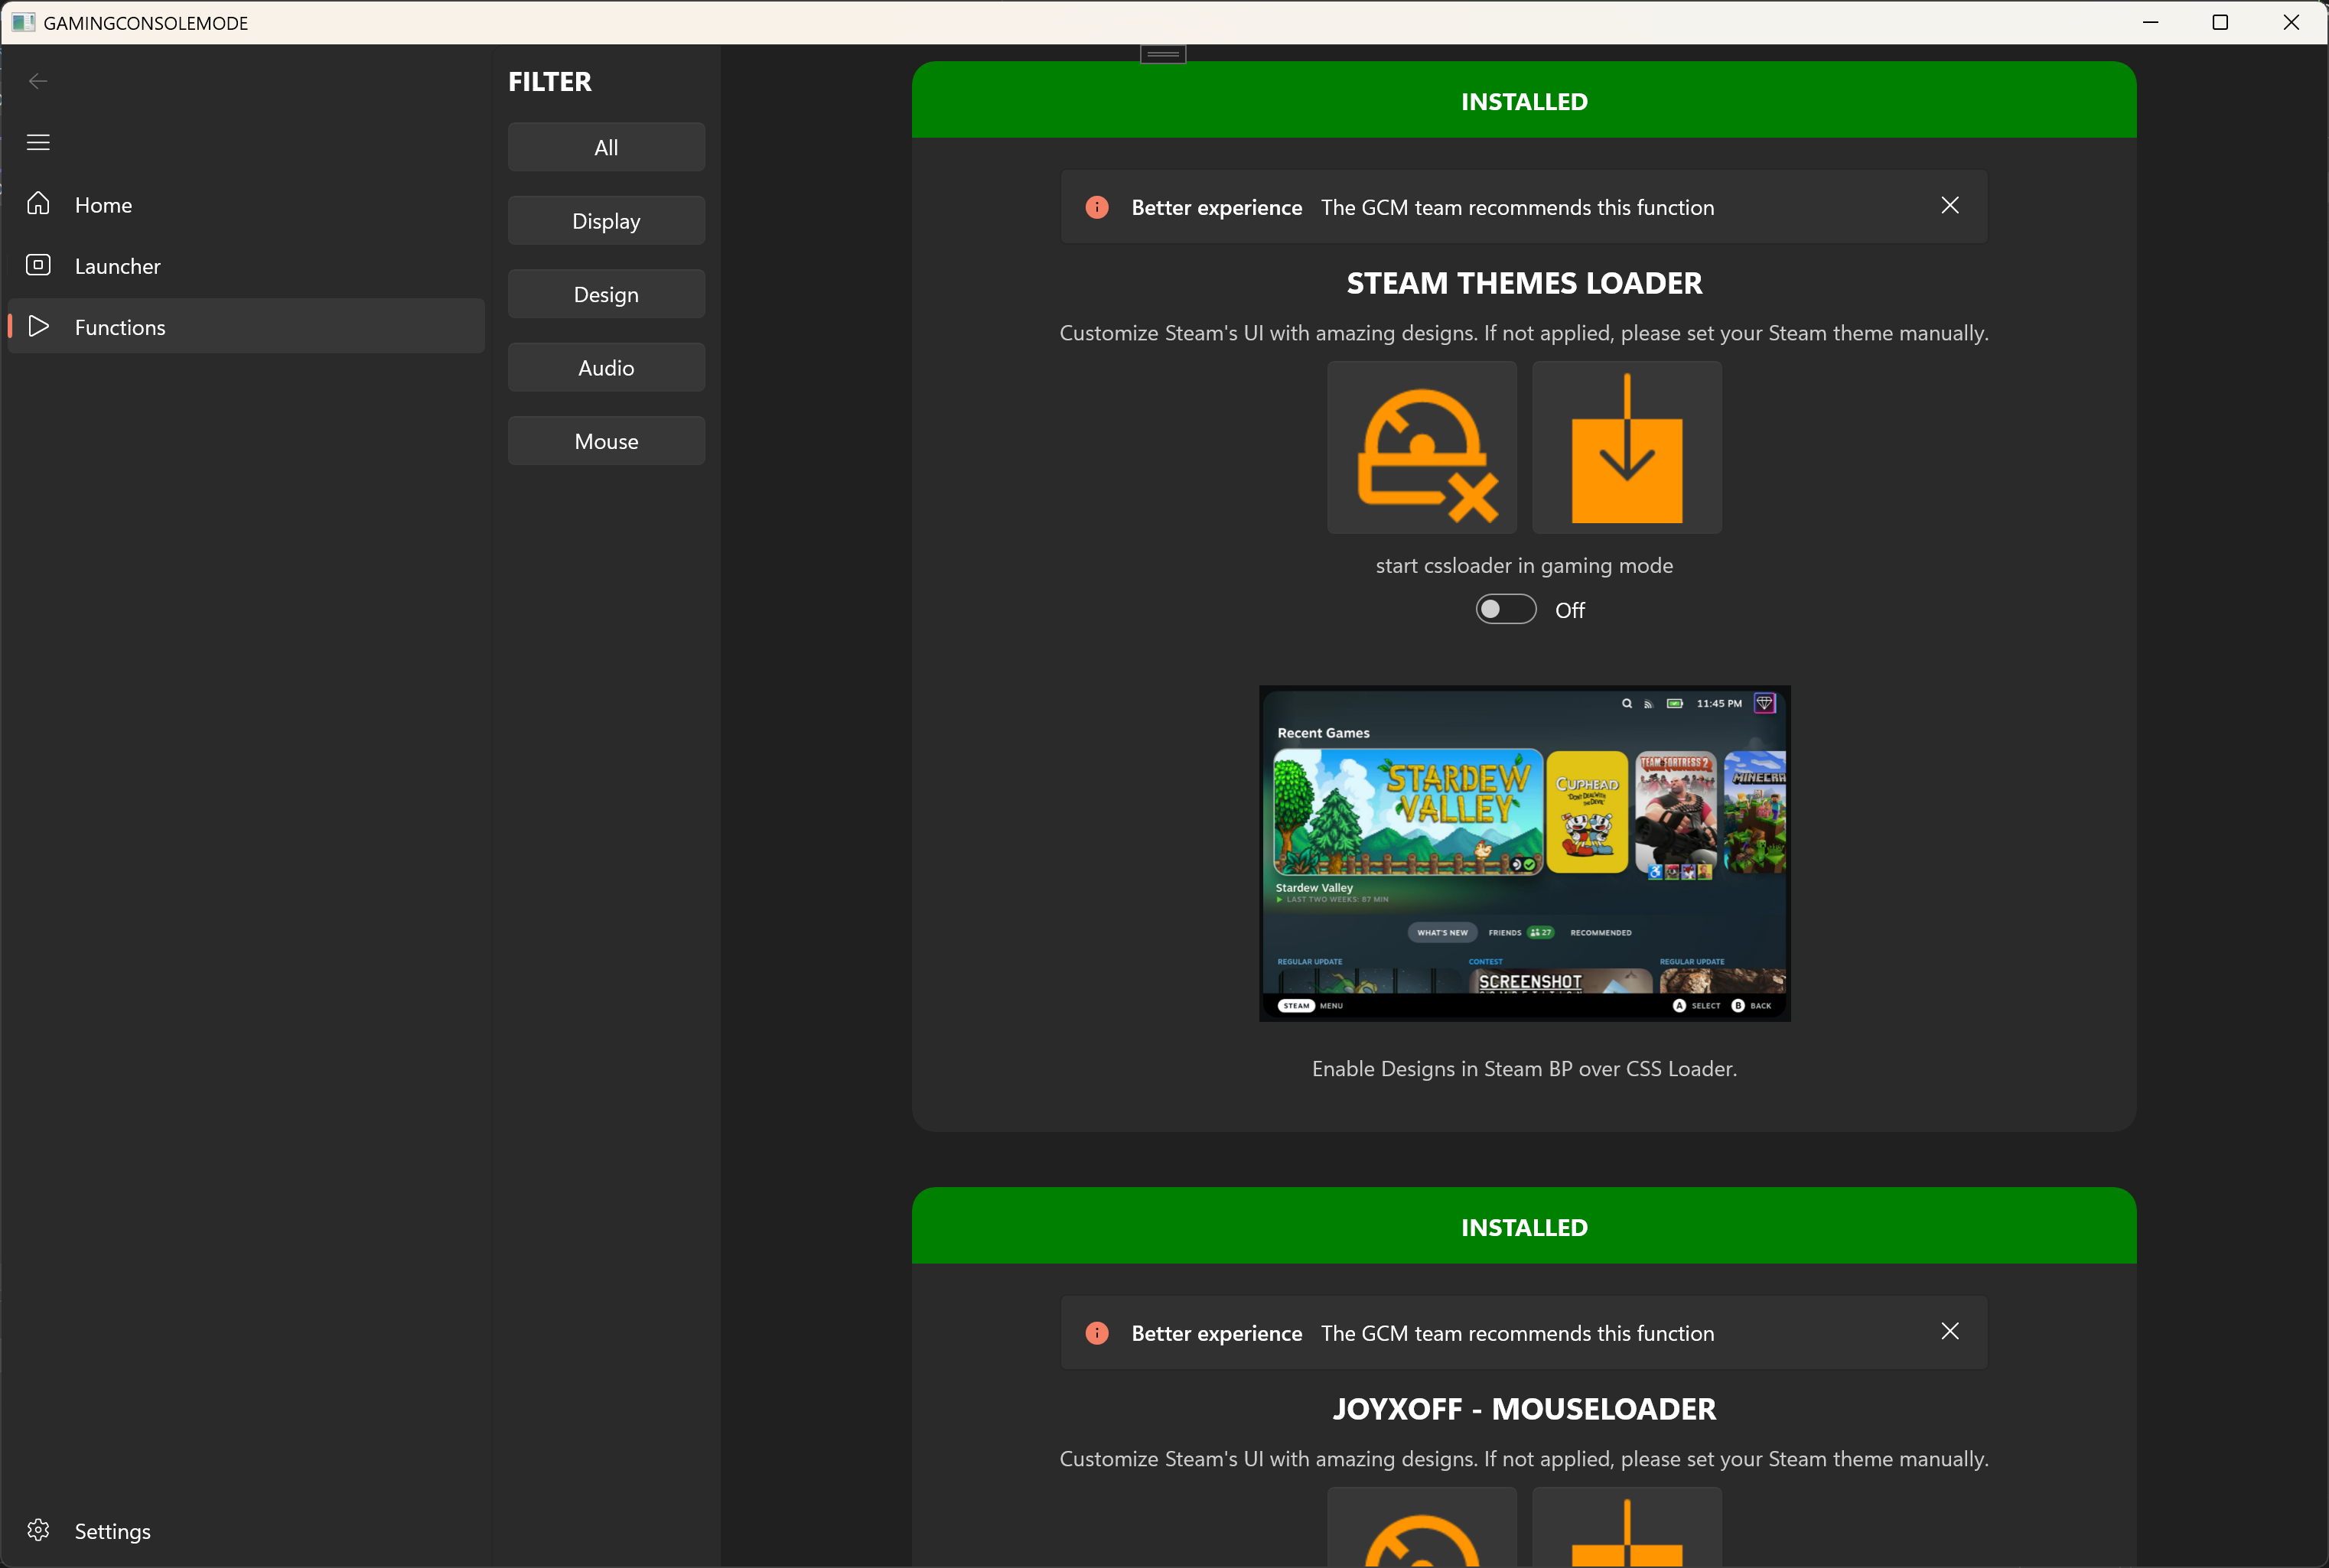 GAMINGCONSOLEMODE
Home
Launcher
Functions
Settings
FILTER
All
Display
Design
Audio
Mouse
INSTALLED
Better experience The GCM team recommends this function
STEAM THEMES LOADER
Customize Steam's UI with amazing designs. If not applied, please set your Steam theme manually.
start cssloader in gaming mode
Off
11:45 PM
Recent Games
STARDEW
VALLEY
CUPHEAD
"DON'T DEAL WITH
THE DEVIL"
TEAM FORTRESS 2
MINECRA
Stardew Valley
LAST TWO WEEKS: 87 MIN
WHAT'S NEW FRIENDS 27 RECOMMENDED
REGULAR UPDATE CONTEST REGULAR UPDATE
SCREENSHOT
STEAM MENU A SELECT B BACK
Enable Designs in Steam BP over CSS Loader.
INSTALLED
Better experience The GCM team recommends this function
JOYXOFF - MOUSELOADER
Customize Steam's UI with amazing designs. If not applied, please set your Steam theme manually.